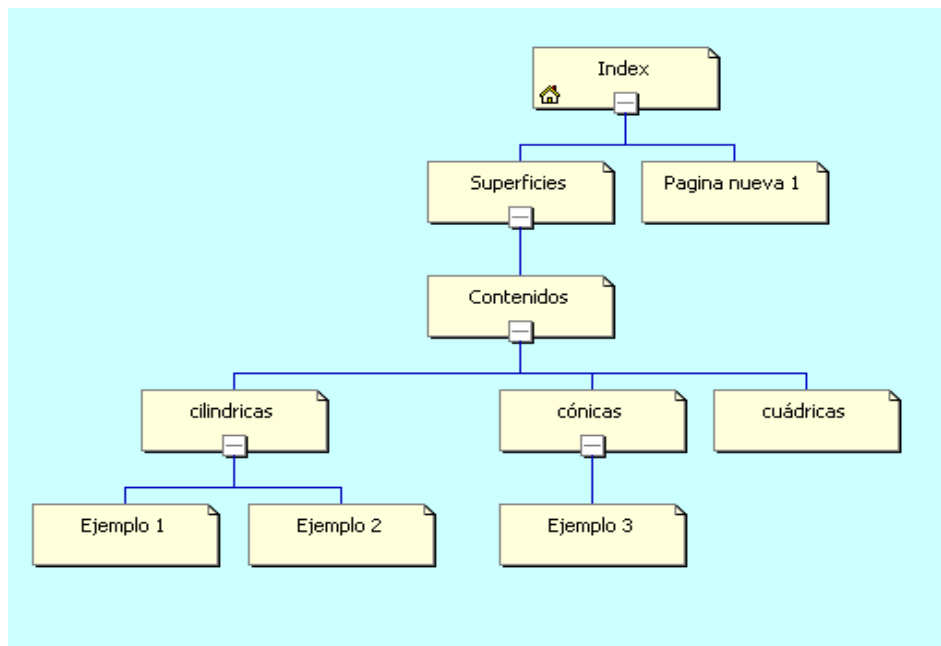 Index
Superficies
Pagina nueva 1
Contenidos
cilindricas
cónicas
cuádricas
Ejemplo 1
Ejemplo 2
Ejemplo 3